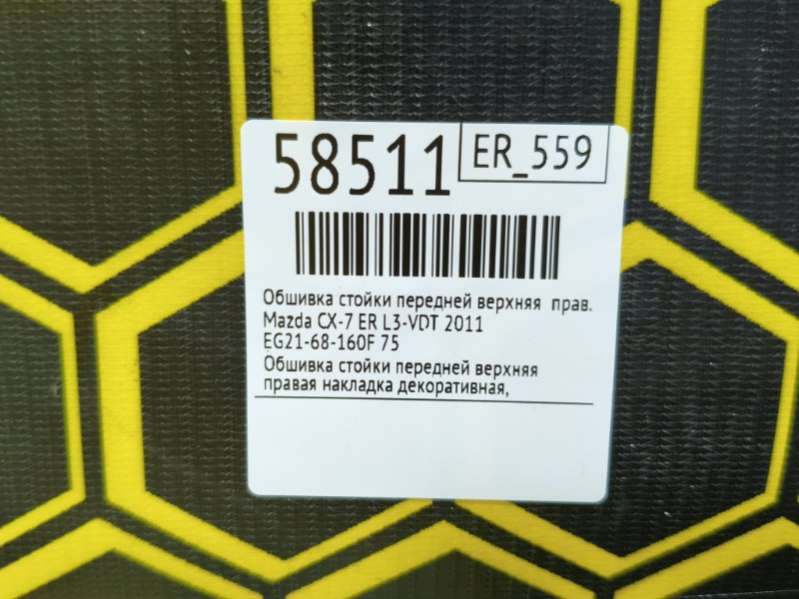 58511
ER_559
Обшивка стойки передней верхняя прав.
Mazda CX-7 ER L3-VDT 2011
EG21-68-160F 75
Обшивка стойки передней верхняя
правая накладка декоративная,